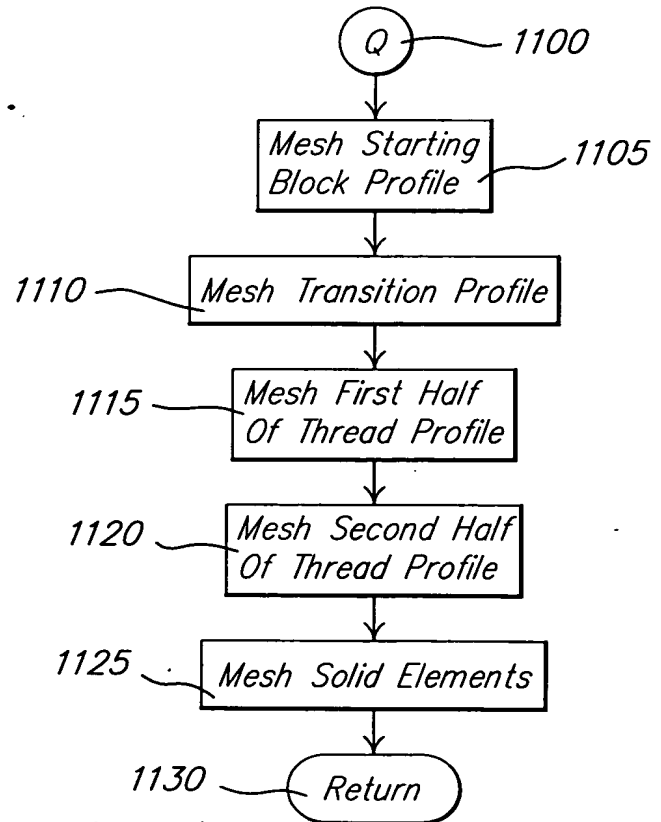 Q
1100
Mesh Starting
Block Profile
1105
1110
Mesh Transition Profile
1115
Mesh First Half
Of Thread Profile
1120
Mesh Second Half
Of Thread Profile
1125
Mesh Solid Elements
1130
Return